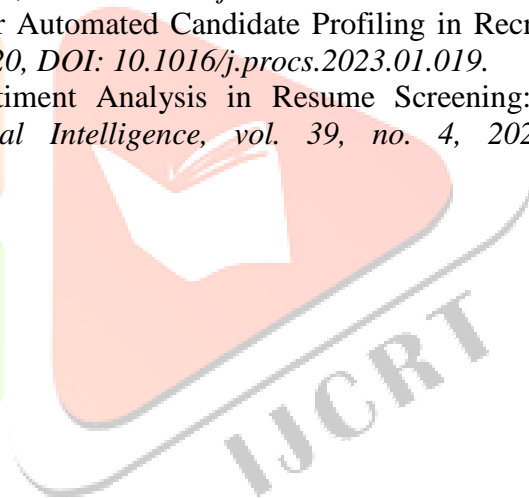 r Automated Candidate Profiling in Recr
20, DOI: 10.1016/j.procs.2023.01.019.
timent Analysis in Resume Screening:
al Intelligence, vol. 39, no. 4, 202
IJCRT